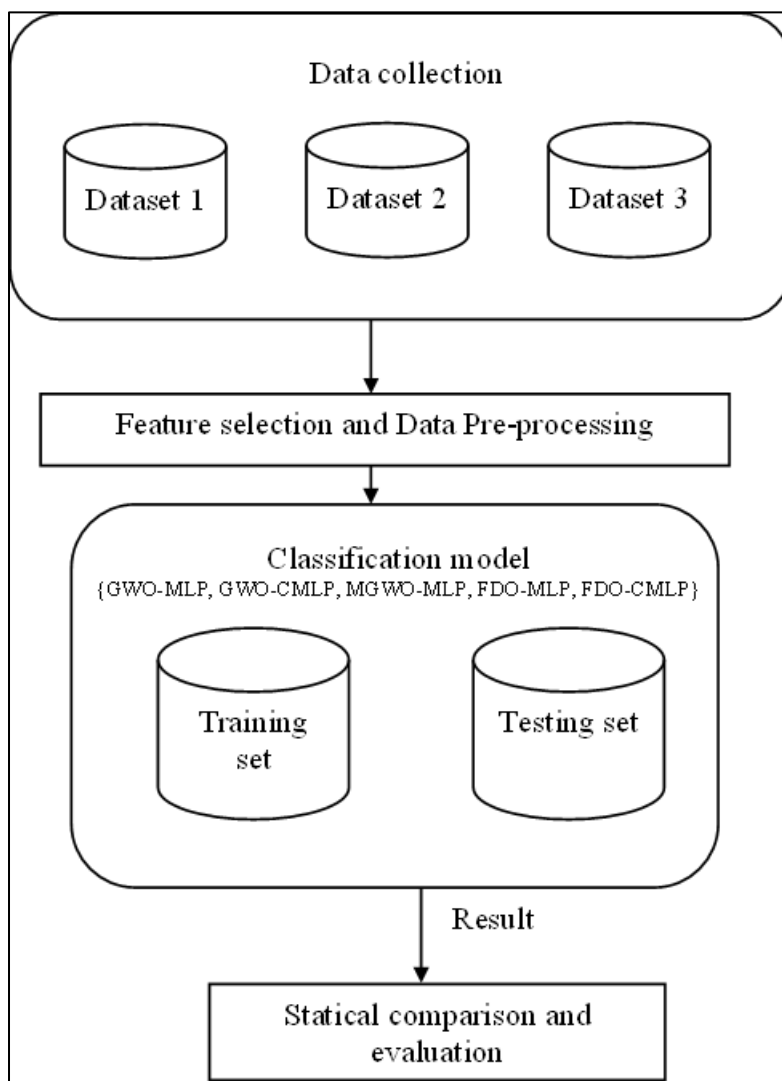 Data collection
Dataset 1
Dataset 2
Dataset 3
Feature selection and Data Pre-processing
Classification model
{GWO-MLP, GWO-CMLP, MGWO-MLP, FDO-MLP, FDO-CMLP}
Training
set
Testing set
Result
Statical comparison and
evaluation